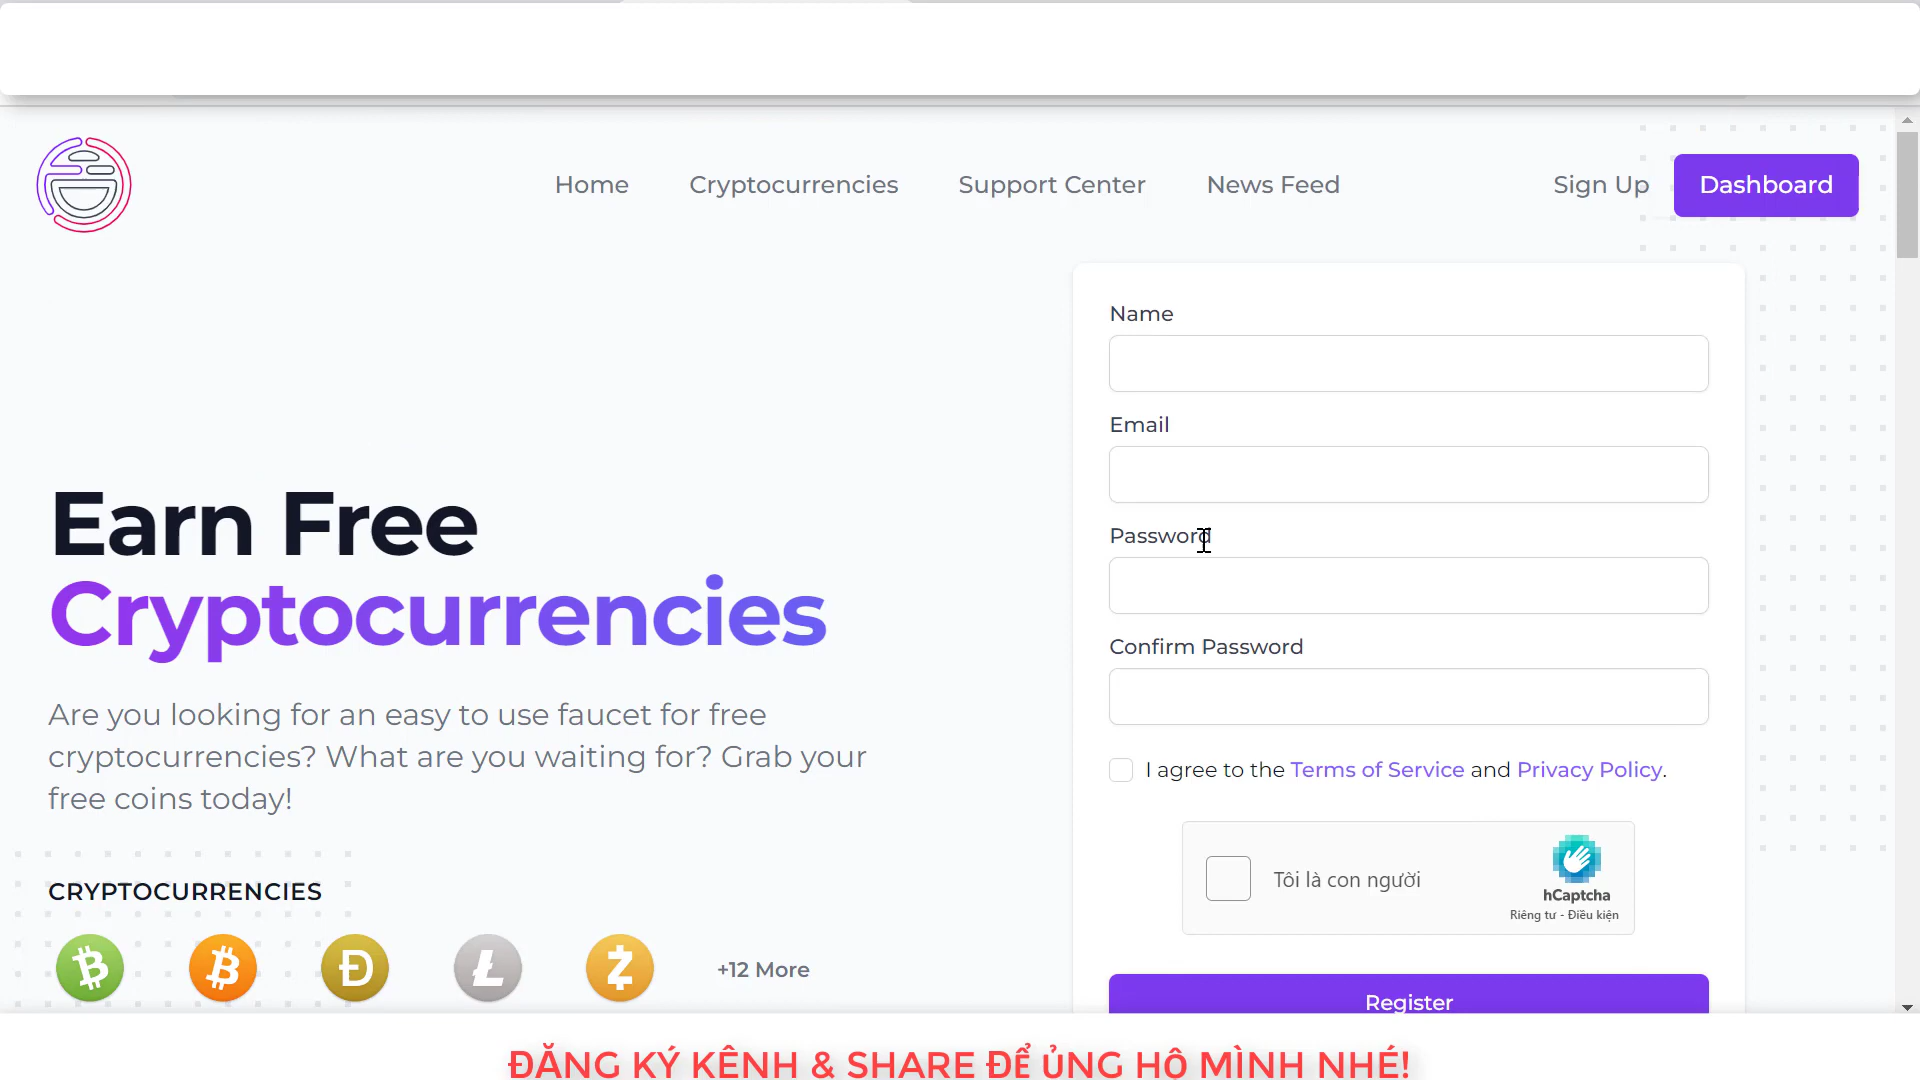 Home
Cryptocurrencies
Support Center
News Feed
Sign Up
Dashboard
Earn Free
Cryptocurrencies
Are you looking for an easy to use faucet for free
cryptocurrencies? What are you waiting for? Grab your
free coins today!
CRYPTOCURRENCIES
+12 More
Name
Email
Password
Confirm Password
I agree to the Terms of Service and Privacy Policy.
Tôi là con người
hCaptcha
Riêng tư - Điều kiện
Register
ĐĂNG KÝ KÊNH & SHARE ĐỂ ỦNG HỘ MÌNH NHÉ!